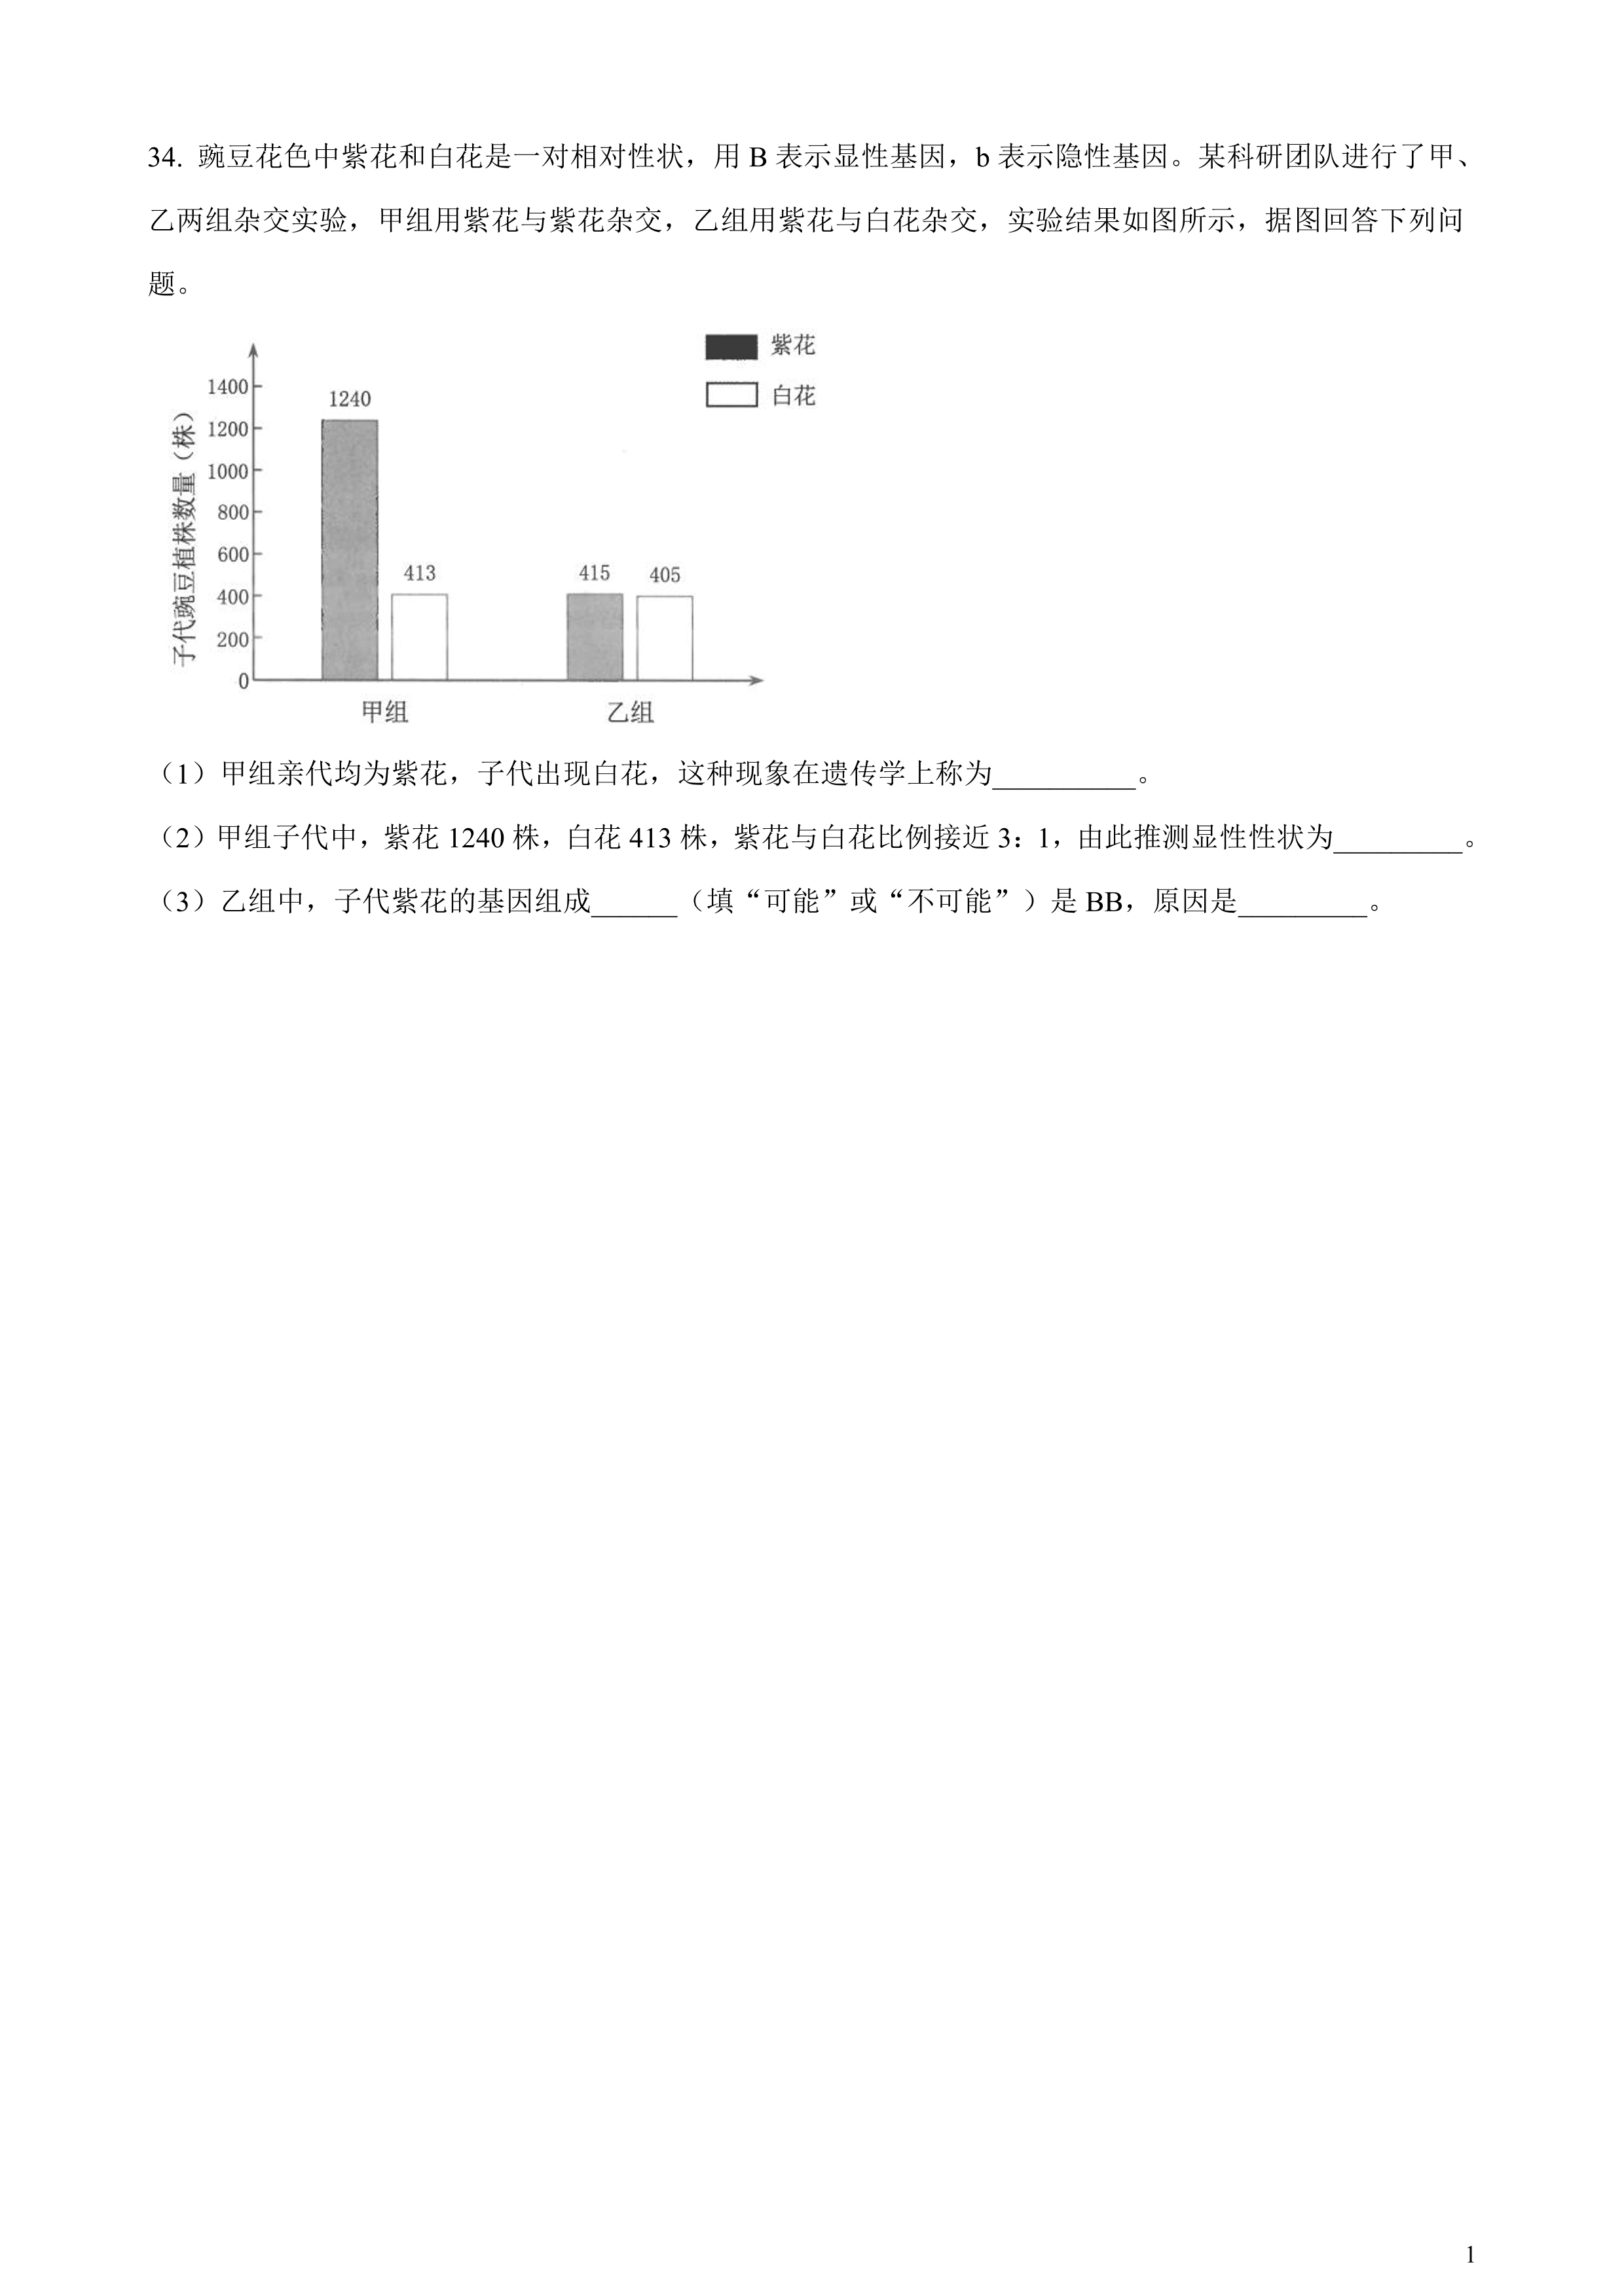 34. 豌豆花色中紫花和白花是一对相对性状，用 B 表示显性基因，b 表示隐性基因。某科研团队进行了甲、
乙两组杂交实验，甲组用紫花与紫花杂交，乙组用紫花与白花杂交，实验结果如图所示，据图回答下列问
题。
紫花
白花
子代豌豆植株数量（株）
1400
1200
1000
800
600
400
200
0
1240
413
415
405
甲组
乙组
（1）甲组亲代均为紫花，子代出现白花，这种现象在遗传学上称为__________。
（2）甲组子代中，紫花 1240 株，白花 413 株，紫花与白花比例接近 3：1，由此推测显性性状为_________。
（3）乙组中，子代紫花的基因组成______（填“可能”或“不可能”）是 BB，原因是_________。
1